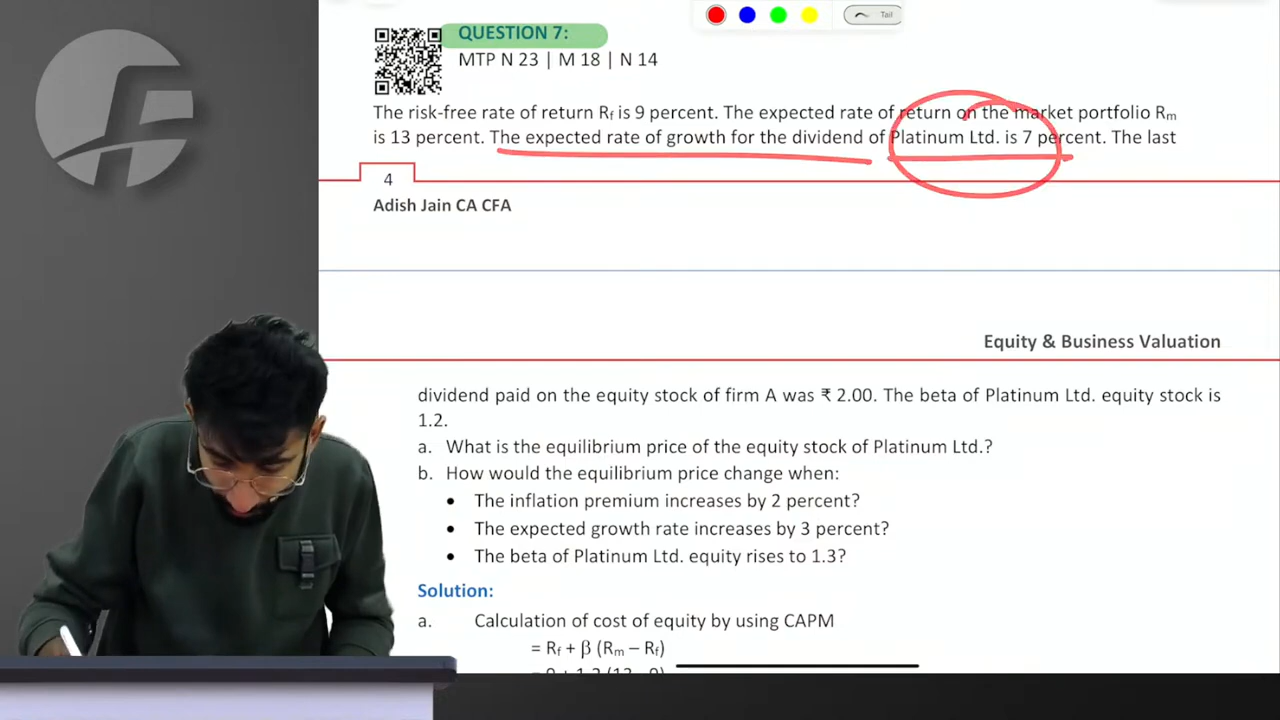 Tail
QUESTION 7:
MTP N 23 | M 18 | N 14
The risk-free rate of return Rf is 9 percent. The expected rate of return on the market portfolio Rm
is 13 percent. The expected rate of growth for the dividend of Platinum Ltd. is 7 percent. The last
4
Adish Jain CA CFA
Equity & Business Valuation
dividend paid on the equity stock of firm A was ₹ 2.00. The beta of Platinum Ltd. equity stock is
1.2.
a. What is the equilibrium price of the equity stock of Platinum Ltd.?
b. How would the equilibrium price change when:
• The inflation premium increases by 2 percent?
• The expected growth rate increases by 3 percent?
• The beta of Platinum Ltd. equity rises to 1.3?
Solution:
a. Calculation of cost of equity by using CAPM
= Rf + β (Rm – Rf)